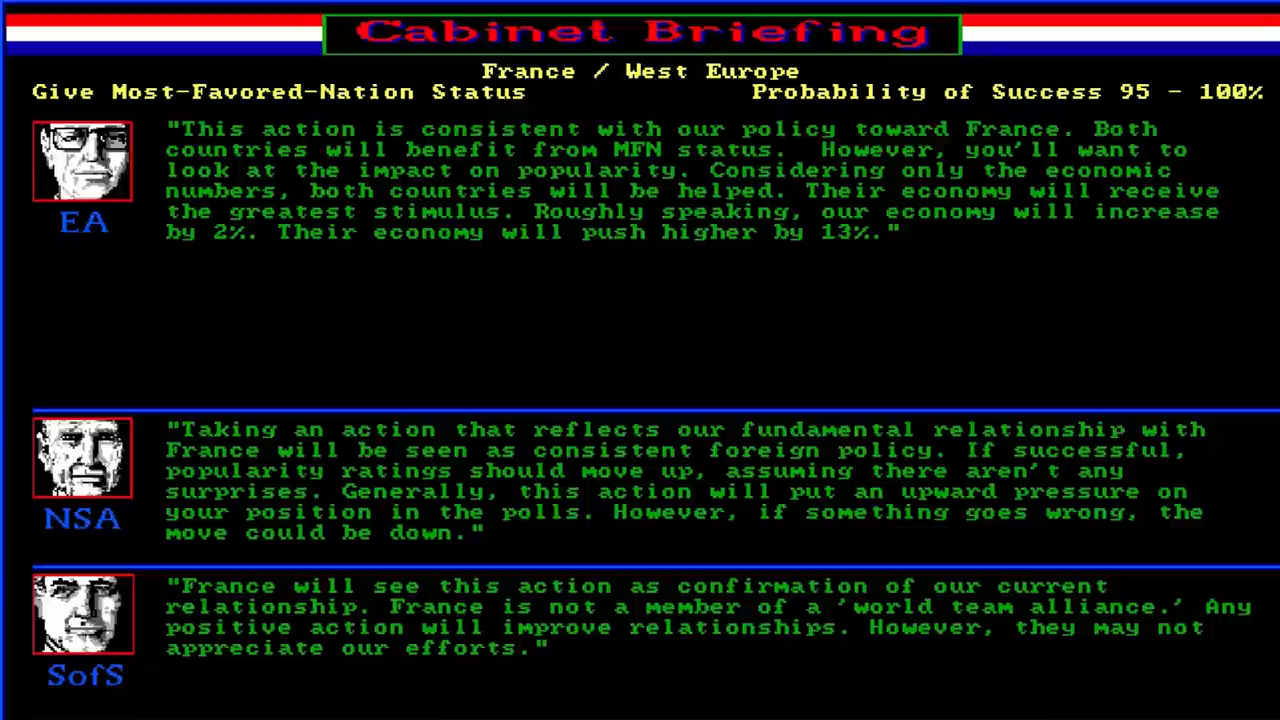 Cabinet Briefing
France / West Europe
Give Most-Favored-Nation Status Probability of Success 95 - 100%
"This action is consistent with our policy toward France. Both
countries will benefit from MFN status. However, you'll want to
look at the impact on popularity. Considering only the economic
numbers, both countries will be helped. Their economy will receive
the greatest stimulus. Roughly speaking, our economy will increase
by 2%. Their economy will push higher by 13%."
EA
"Taking an action that reflects our fundamental relationship with
France will be seen as consistent foreign policy. If successful,
popularity ratings should move up, assuming there aren't any
surprises. Generally, this action will put an upward pressure on
your position in the polls. However, if something goes wrong, the
move could be down."
NSA
"France will see this action as confirmation of our current
relationship. France is not a member of a 'world team alliance.' Any
positive action will improve relationships. However, they may not
appreciate our efforts."
SofS